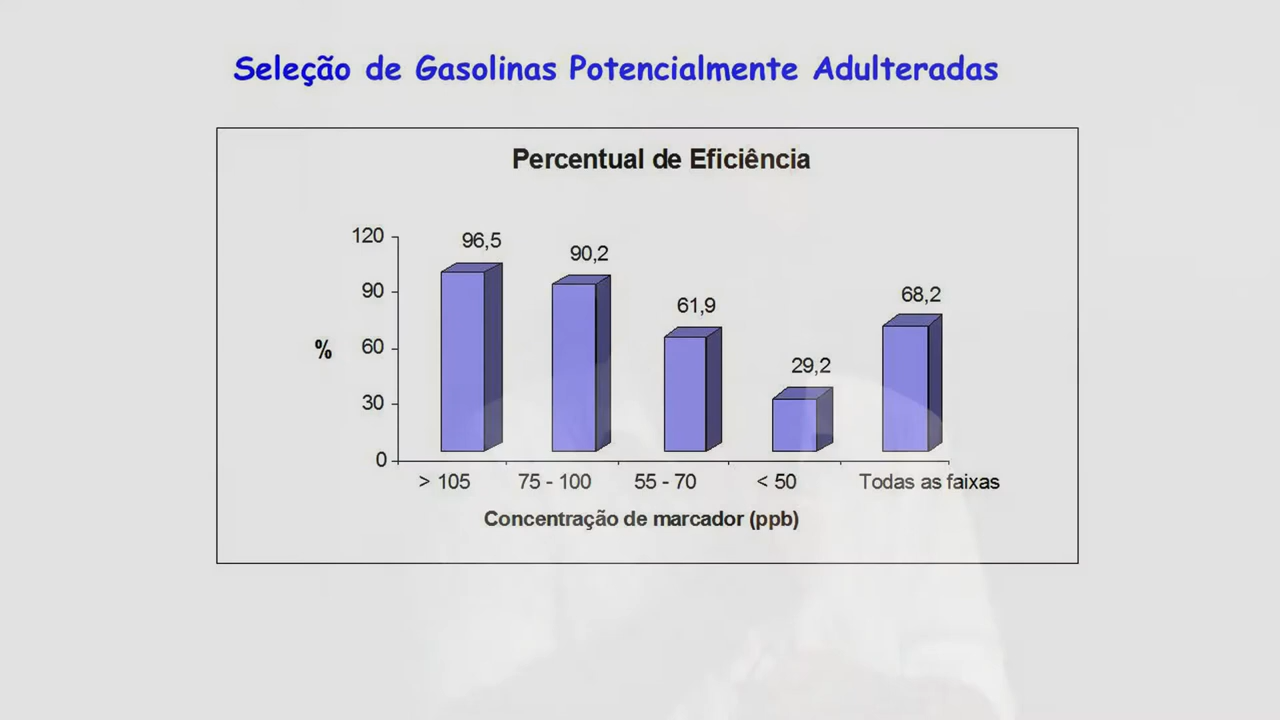 Seleção de Gasolinas Potencialmente Adulteradas
Percentual de Eficiência
120
90
60
30
0
%
96,5
90,2
61,9
29,2
68,2
> 105
75 - 100
55 - 70
< 50
Todas as faixas
Concentração de marcador (ppb)